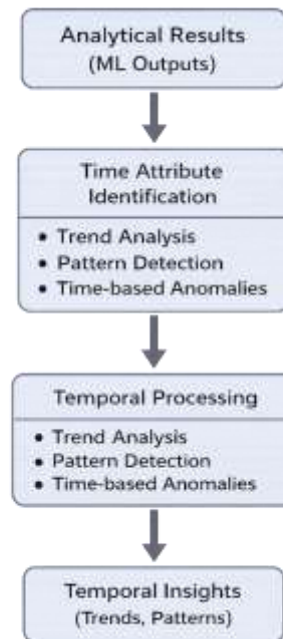 Analytical Results
(ML Outputs)
Time Attribute
Identification
• Trend Analysis
• Pattern Detection
• Time-based Anomalies
Temporal Processing
• Trend Analysis
• Pattern Detection
• Time-based Anomalies
Temporal Insights
(Trends, Patterns)